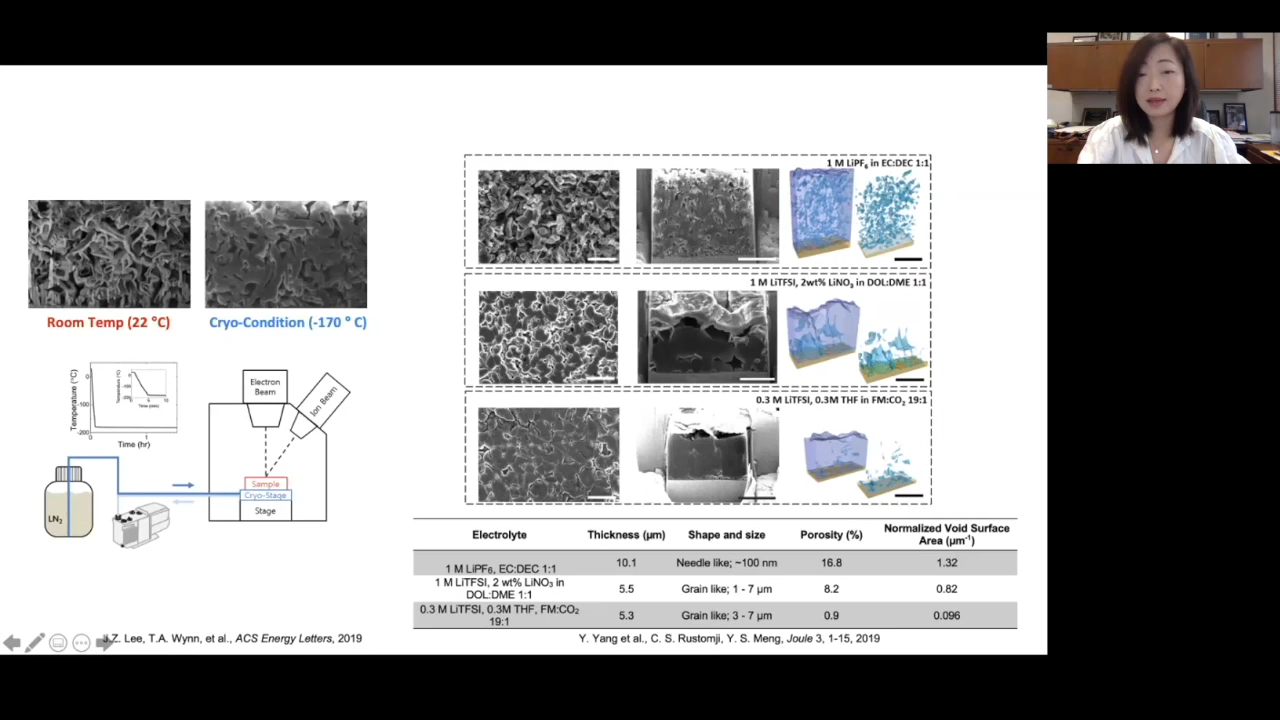 1 M LiPF₆ in EC:DEC 1:1
Room Temp (22 °C)
Cryo-Condition (-170 ° C)
1 M LiTFSI, 2wt% LiNO₃ in DOL:DME 1:1
0.3 M LiTFSI, 0.3M THF in FM:CO₂ 19:1
Temperature (°C)
0
-100
-200
0
1
Time (hr)
Electron
Beam
Ion Beam
Sample
Cryo-Stage
Stage
LN₂
Electrolyte Thickness (μm) Shape and size Porosity (%) Normalized Void Surface Area (μm⁻¹)
1 M LiPF₆, EC:DEC 1:1 10.1 Needle like; ~100 nm 16.8 1.32
1 M LiTFSI, 2 wt% LiNO₃ in DOL:DME 1:1 5.5 Grain like; 1 - 7 μm 8.2 0.82
0.3 M LiTFSI, 0.3M THF, FM:CO₂ 19:1 5.3 Grain like; 3 - 7 μm 0.9 0.096
J.Z. Lee, T.A. Wynn, et al., ACS Energy Letters, 2019
Y. Yang et al., C. S. Rustomji, Y. S. Meng, Joule 3, 1-15, 2019